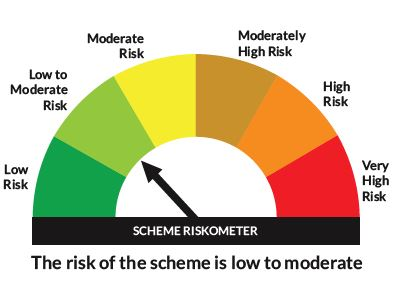 Moderate
Risk
Moderately
High Risk
Low to
Moderate
Risk
High
Risk
Low
Risk
Very
High
Risk
SCHEME RISKOMETER
The risk of the scheme is low to moderate